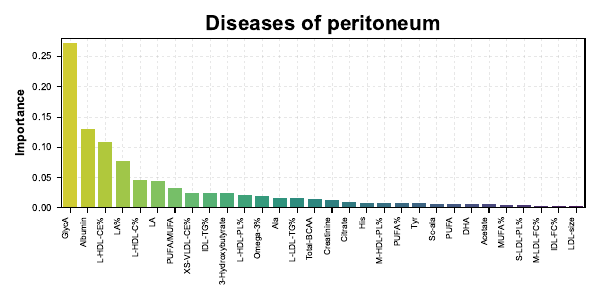 Diseases of peritoneum
Importance
0.25
0.20
0.15
0.10
0.05
0.00
GlycA
Albumin
L-HDL-CE%
LA%
L-HDL-C%
LA
PUFA/MUFA
XS-VLDL-CE%
IDL-TG%
3-Hydroxybutyrate
L-HDL-PL%
Omega-3%
Ala
L-LDL-TG%
Total-BCAA
Creatinine
Citrate
His
M-HDL-PL%
PUFA%
Tyr
PUFA
DHA
Acetate
MUFA%
S-LDL-PL%
M-LDL-FC%
IDL-FC%
LDL-size